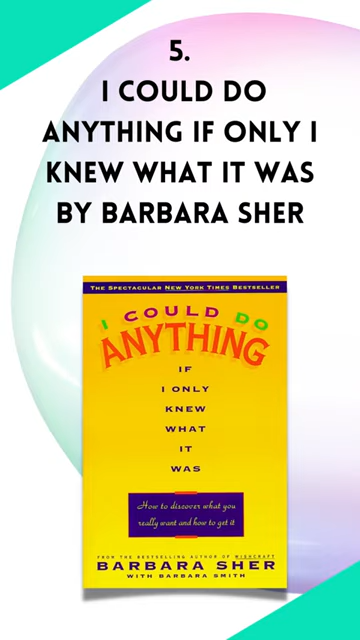 5.
I COULD DO
ANYTHING IF ONLY I
KNEW WHAT IT WAS
BY BARBARA SHER
THE SPECTACULAR NEW YORK TIMES BESTSELLER
I COULD DO
ANYTHING
IF
I ONLY
KNEW
WHAT
IT
WAS
How to discover what you
really want and how to get it
FROM THE BESTSELLING AUTHOR OF WISHCRAFT
BARBARA SHER
WITH BARBARA SMITH